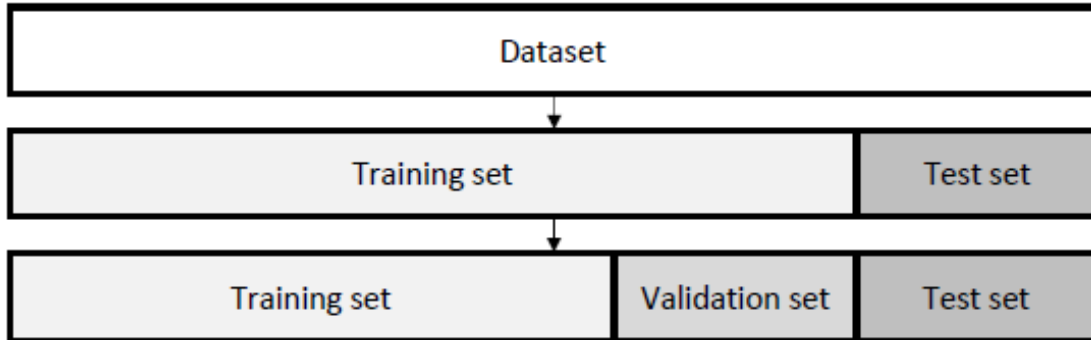 Dataset
Training set Test set
Training set Validation set Test set